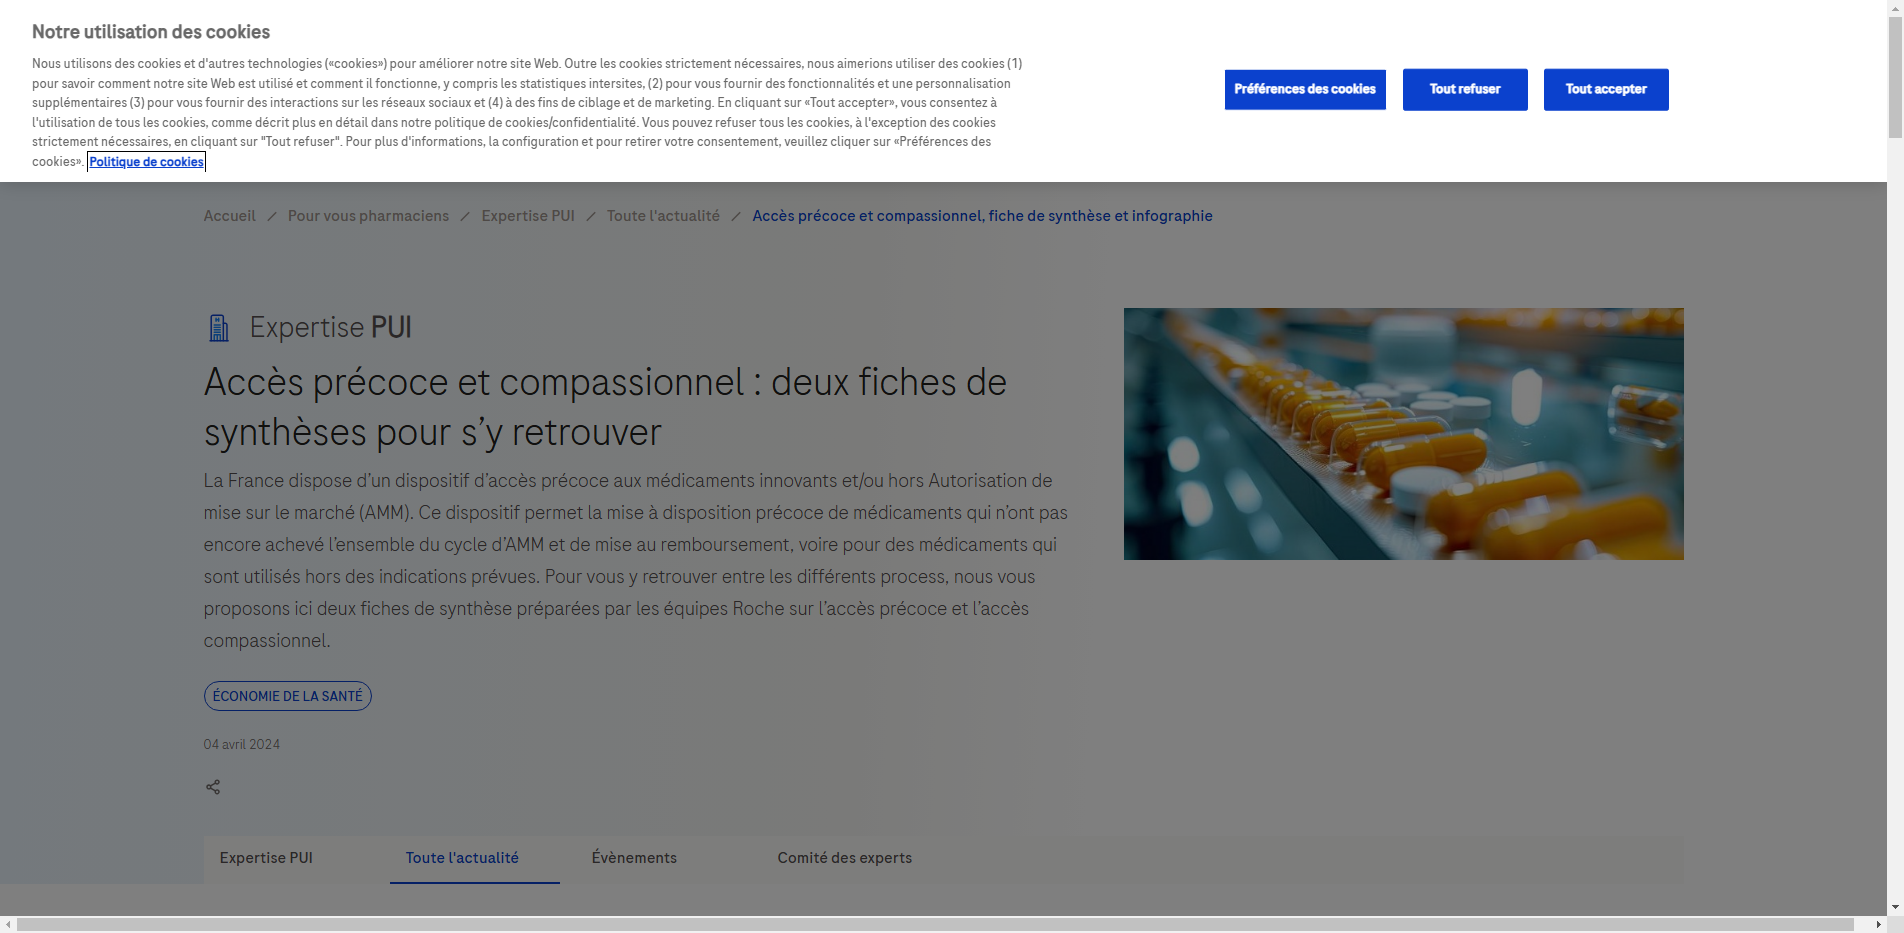 Notre utilisation des cookies
Nous utilisons des cookies et d'autres technologies («cookies») pour améliorer notre site Web. Outre les cookies strictement nécessaires, nous aimerions utiliser des cookies (1)
pour savoir comment notre site Web est utilisé et comment il fonctionne, y compris les statistiques intersites, (2) pour vous fournir des fonctionnalités et une personnalisation
supplémentaires (3) pour vous fournir des interactions sur les réseaux sociaux et (4) à des fins de ciblage et de marketing. En cliquant sur «Tout accepter», vous consentez à
l'utilisation de tous les cookies, comme décrit plus en détail dans notre politique de cookies/confidentialité. Vous pouvez refuser tous les cookies, à l'exception des cookies
strictement nécessaires, en cliquant sur "Tout refuser". Pour plus d'informations, la configuration et pour retirer votre consentement, veuillez cliquer sur «Préférences des
cookies». Politique de cookies
Préférences des cookies
Tout refuser
Tout accepter
Accueil / Pour vous pharmaciens / Expertise PUI / Toute l'actualité / Accès précoce et compassionnel, fiche de synthèse et infographie
Expertise PUI
Accès précoce et compassionnel : deux fiches de
synthèses pour s’y retrouver
La France dispose d’un dispositif d’accès précoce aux médicaments innovants et/ou hors Autorisation de
mise sur le marché (AMM). Ce dispositif permet la mise à disposition précoce de médicaments qui n’ont pas
encore achevé l’ensemble du cycle d’AMM et de mise au remboursement, voire pour des médicaments qui
sont utilisés hors des indications prévues. Pour vous y retrouver entre les différents process, nous vous
proposons ici deux fiches de synthèse préparées par les équipes Roche sur l’accès précoce et l’accès
compassionnel.
ÉCONOMIE DE LA SANTÉ
04 avril 2024
Expertise PUI
Toute l'actualité
Évènements
Comité des experts